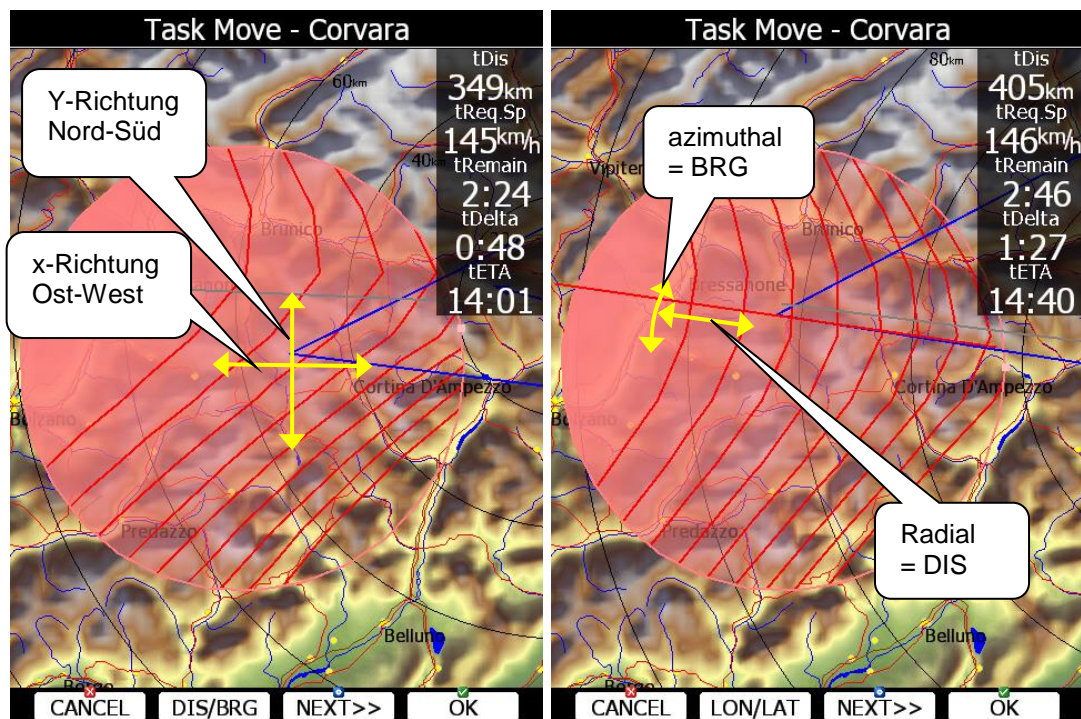 Task Move - Corvara
tDis
349km
tReq.Sp
145km/h
tRemain
2:24
tDelta
0:48
tETA
14:01
60km
40km
Y-Richtung
Nord-Süd
x-Richtung
Ost-West
Brunico
Cortina D'Ampezzo
Bolzano
Predazzo
Belluno
Borgo
CANCEL
DIS/BRG
NEXT>>
OK
Task Move - Corvara
80km
tDis
405km
tReq.Sp
146km/h
tRemain
2:46
tDelta
1:27
tETA
14:40
azimuthal
= BRG
Vipiten
Brunico
Bressanone
Cortina D'Ampezzo
Predazzo
Radial
= DIS
Belluno
CANCEL
LON/LAT
NEXT>>
OK